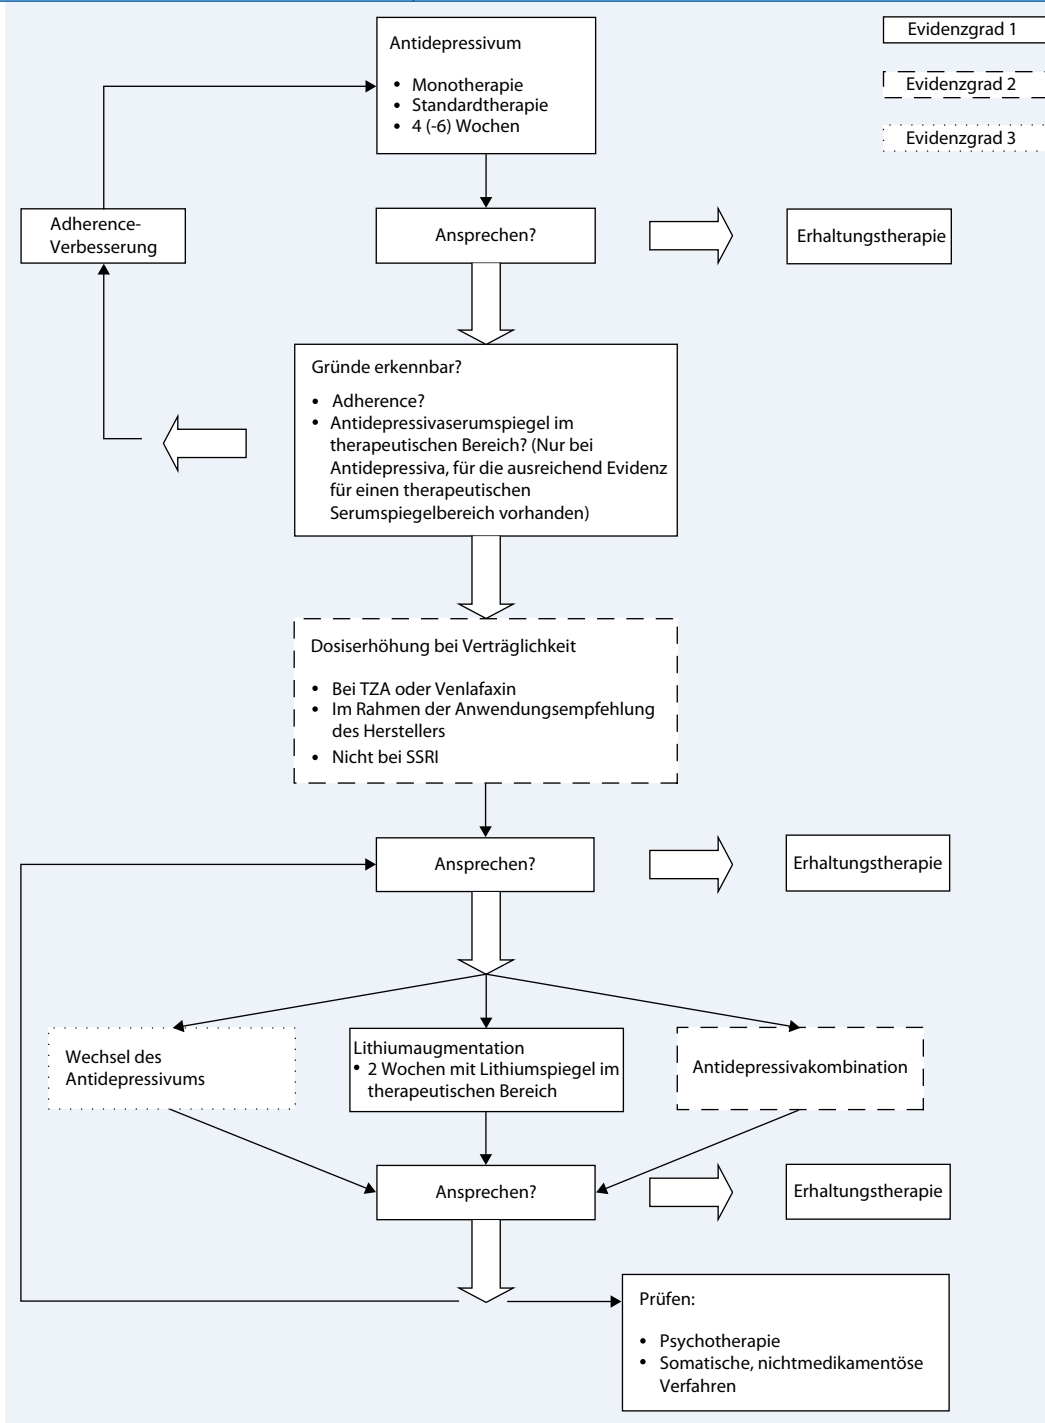 Antidepressivum
• Monotherapie
• Standardtherapie
• 4 (-6) Wochen
Evidenzgrad 1
Evidenzgrad 2
Evidenzgrad 3
Adherence-
Verbesserung
Ansprechen?
Erhaltungstherapie
Gründe erkennbar?
• Adherence?
• Antidepressivaserumspiegel im
therapeutischen Bereich? (Nur bei
Antidepressiva, für die ausreichend Evidenz
für einen therapeutischen
Serumspiegelbereich vorhanden)
Dosiserhöhung bei Verträglichkeit
• Bei TZA oder Venlafaxin
• Im Rahmen der Anwendungsempfehlung
des Herstellers
• Nicht bei SSRI
Ansprechen?
Erhaltungstherapie
Wechsel des
Antidepressivums
Lithiumaugmentation
• 2 Wochen mit Lithiumspiegel im
therapeutischen Bereich
Antidepressivakombination
Ansprechen?
Erhaltungstherapie
Prüfen:
• Psychotherapie
• Somatische, nichtmedikamentöse
Verfahren